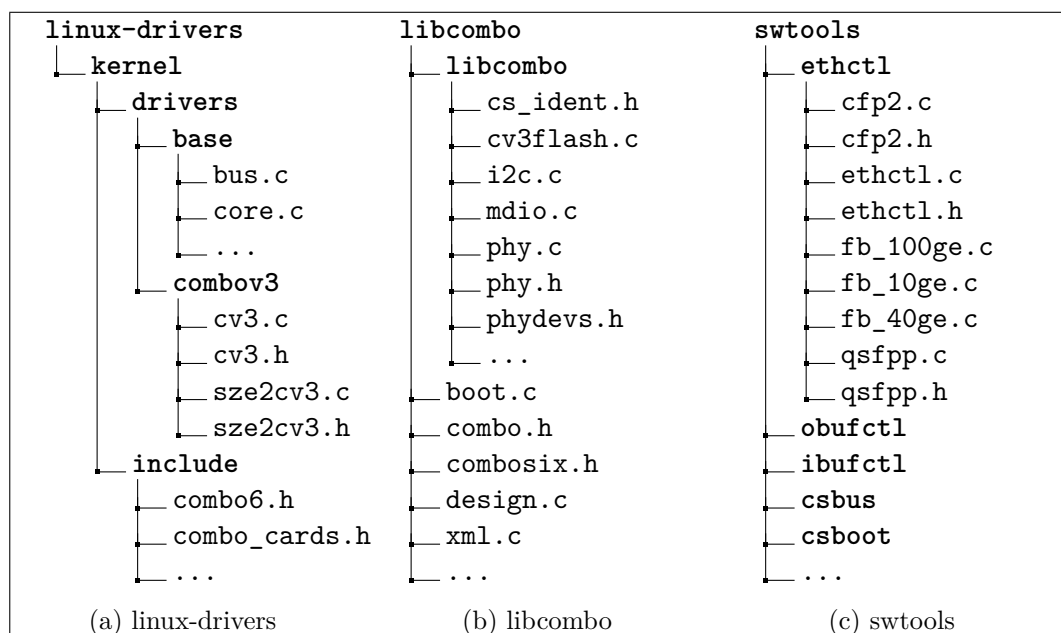 linux-drivers
kernel
drivers
base
bus.c
core.c
...
combov3
cv3.c
cv3.h
sze2cv3.c
sze2cv3.h
include
combo6.h
combo_cards.h
...
(a) linux-drivers
libcombo
libcombo
cs_ident.h
cv3flash.c
i2c.c
mdio.c
phy.c
phy.h
phydevs.h
...
boot.c
combo.h
combosix.h
design.c
xml.c
...
(b) libcombo
swtools
ethctl
cfp2.c
cfp2.h
ethctl.c
ethctl.h
fb_100ge.c
fb_10ge.c
fb_40ge.c
qsfpp.c
qsfpp.h
obufctl
ibufctl
csbus
csboot
...
(c) swtools